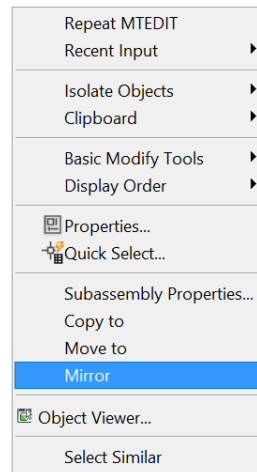 Repeat MTEDIT
Recent Input
Isolate Objects
Clipboard
Basic Modify Tools
Display Order
Properties...
Quick Select...
Subassembly Properties...
Copy to
Move to
Mirror
Object Viewer...
Select Similar